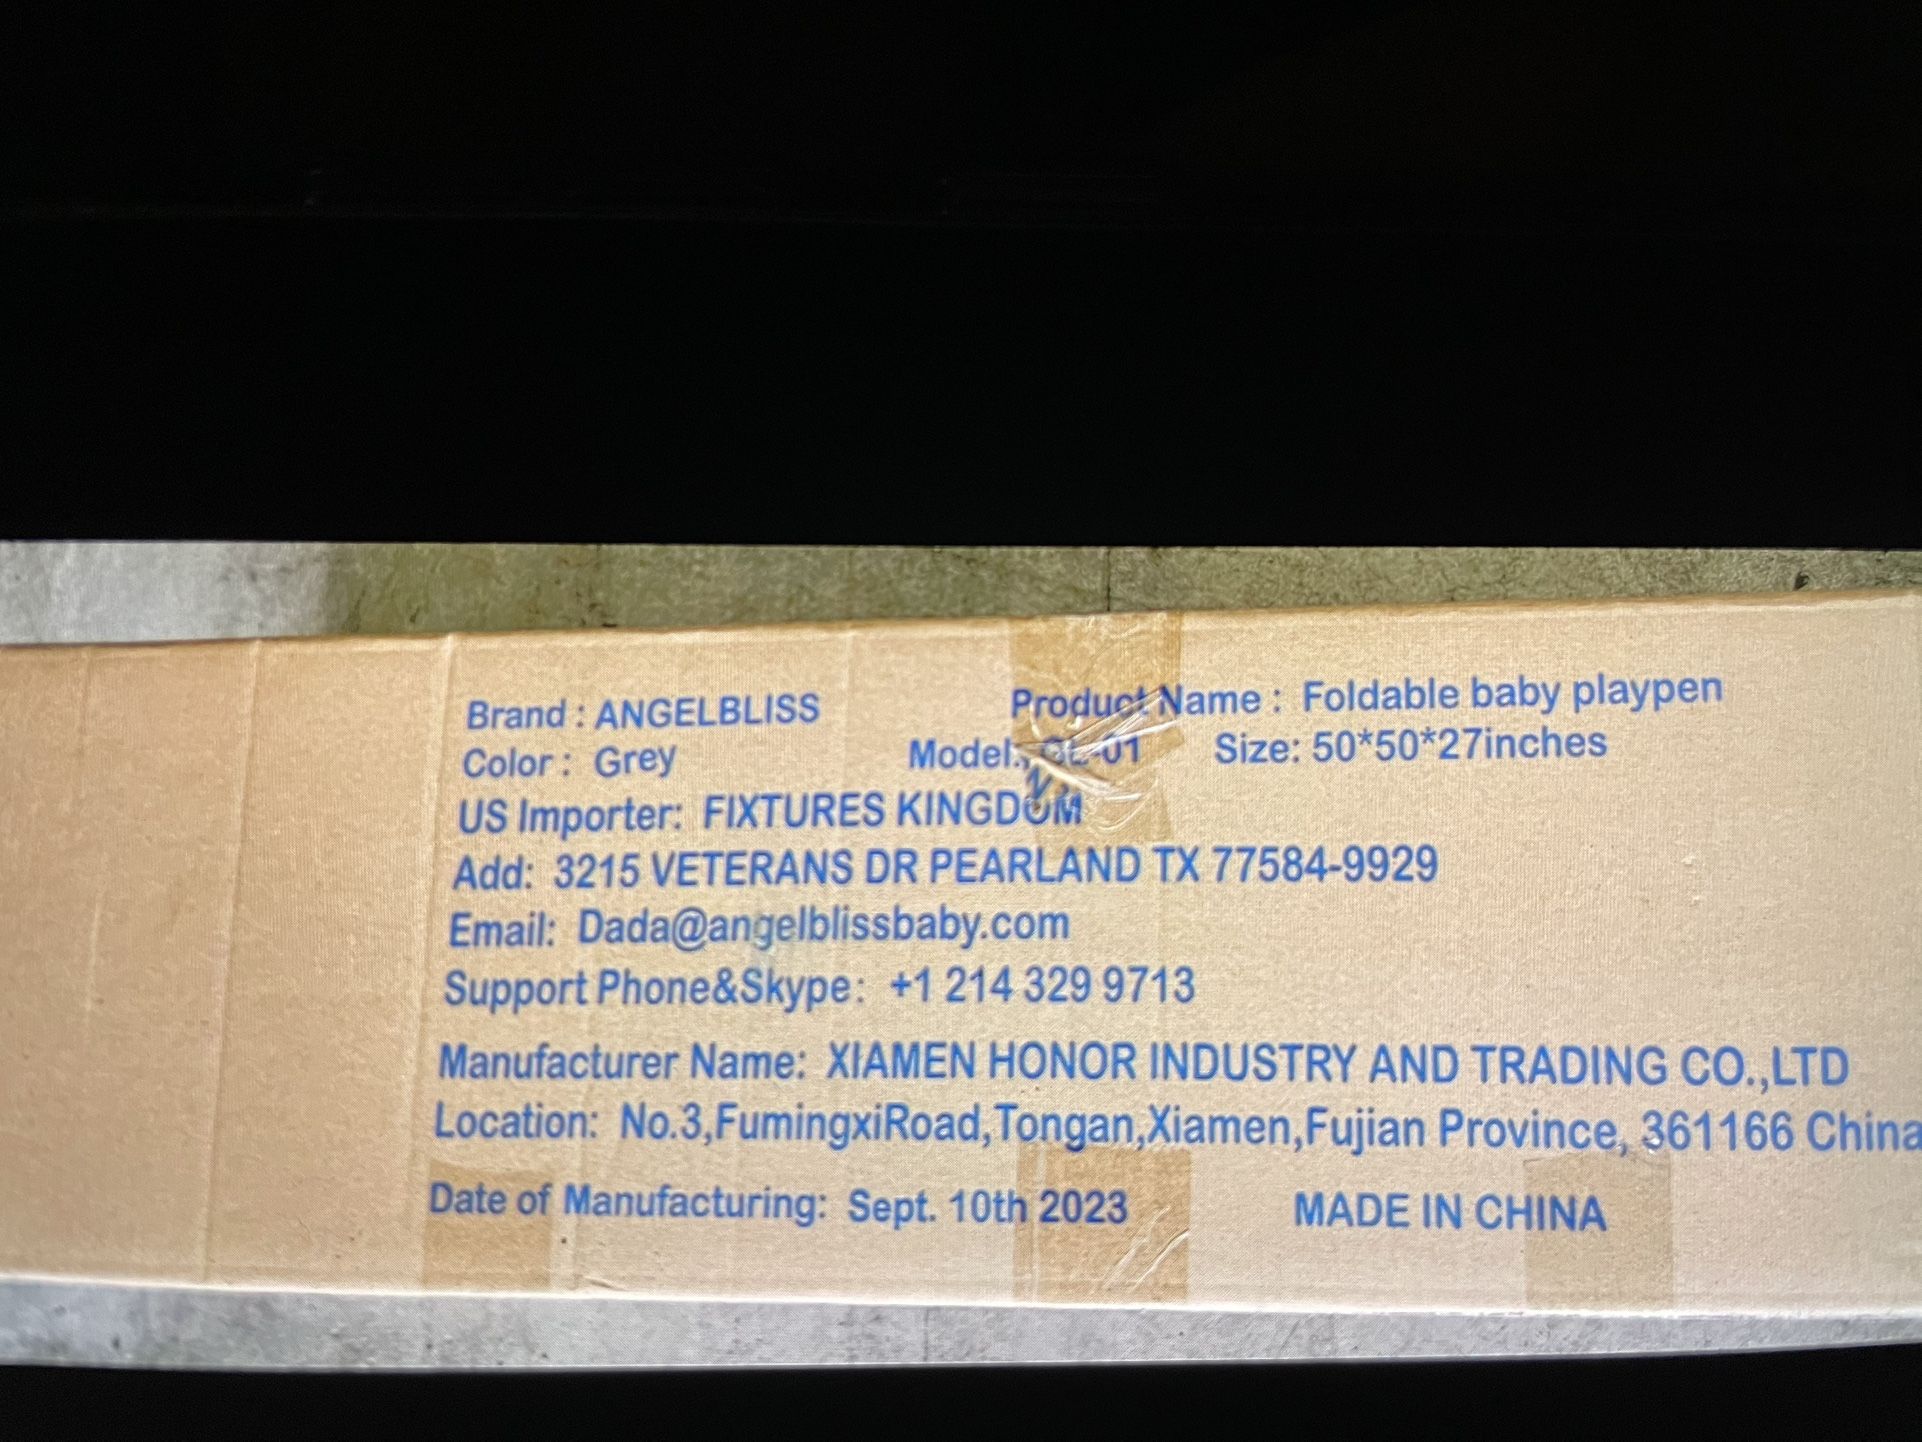 Brand : ANGELBLISS Product Name : Foldable baby playpen
Color : Grey Model: -01 Size: 50*50*27inches
US Importer: FIXTURES KINGDOM
Add: 3215 VETERANS DR PEARLAND TX 77584-9929
Email: Dada@angelblissbaby.com
Support Phone&Skype: +1 214 329 9713
Manufacturer Name: XIAMEN HONOR INDUSTRY AND TRADING CO.,LTD
Location: No.3,FumingxiRoad,Tongan,Xiamen,Fujian Province, 361166 China
Date of Manufacturing: Sept. 10th 2023 MADE IN CHINA